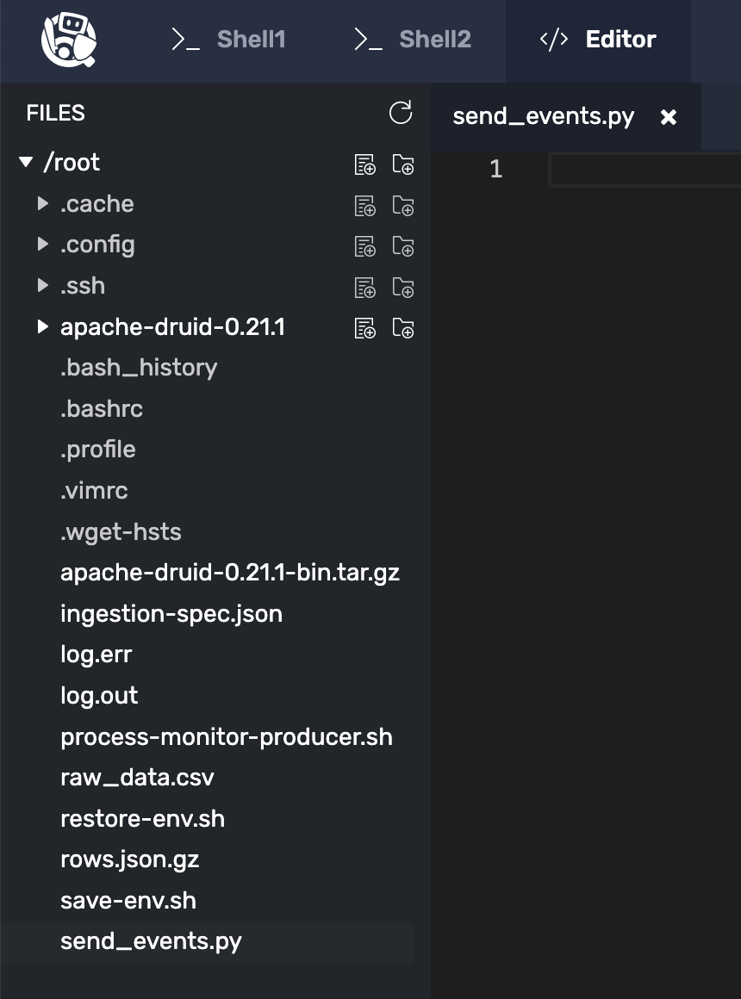 >_ Shell1 >_ Shell2 </> Editor
FILES
send_events.py ×
/root
1
.cache
.config
.ssh
apache-druid-0.21.1
.bash_history
.bashrc
.profile
.vimrc
.wget-hsts
apache-druid-0.21.1-bin.tar.gz
ingestion-spec.json
log.err
log.out
process-monitor-producer.sh
raw_data.csv
restore-env.sh
rows.json.gz
save-env.sh
send_events.py